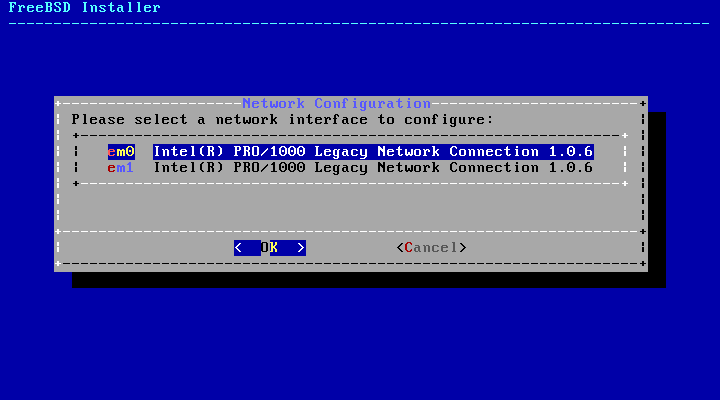 FreeBSD Installer
Network Configuration
Please select a network interface to configure:
em0 Intel(R) PRO/1000 Legacy Network Connection 1.0.6
em1 Intel(R) PRO/1000 Legacy Network Connection 1.0.6
< OK > <Cancel>